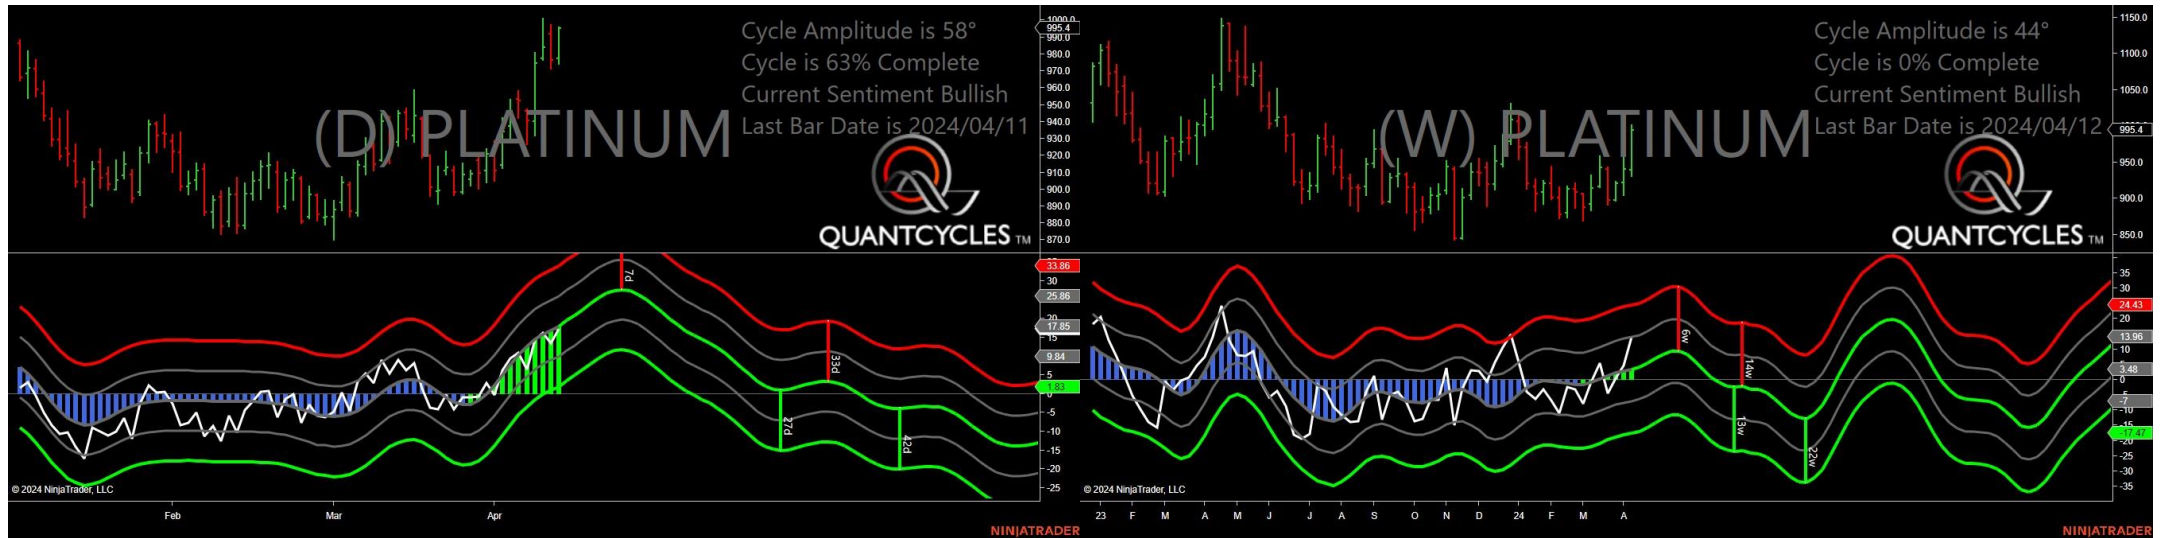 Cycle Amplitude is 58°
Cycle is 63% Complete
Current Sentiment Bullish
Last Bar Date is 2024/04/11
(D) PLATINUM
QUANTCYCLES TM
1000.0
995.4
990.0
980.0
970.0
960.0
950.0
940.0
930.0
920.0
910.0
900.0
890.0
880.0
870.0
7d
33d
27d
42d
33.86
30
25.86
20
17.85
15
9.84
5
1.83
-5
-10
-15
-20
-25
© 2024 NinjaTrader, LLC
Feb Mar Apr
NINJATRADER
Cycle Amplitude is 44°
Cycle is 0% Complete
Current Sentiment Bullish
Last Bar Date is 2024/04/12
(W) PLATINUM
QUANTCYCLES TM
1150.0
1100.0
1050.0
995.4
950.0
900.0
850.0
6w
14w
13w
22w
35
24.43
20
13.96
10
3.48
0
-7
-10
-17.47
-20
-25
-30
-35
© 2024 NinjaTrader, LLC
23 F M A M J J A S O N D 24 F M A
NINJATRADER